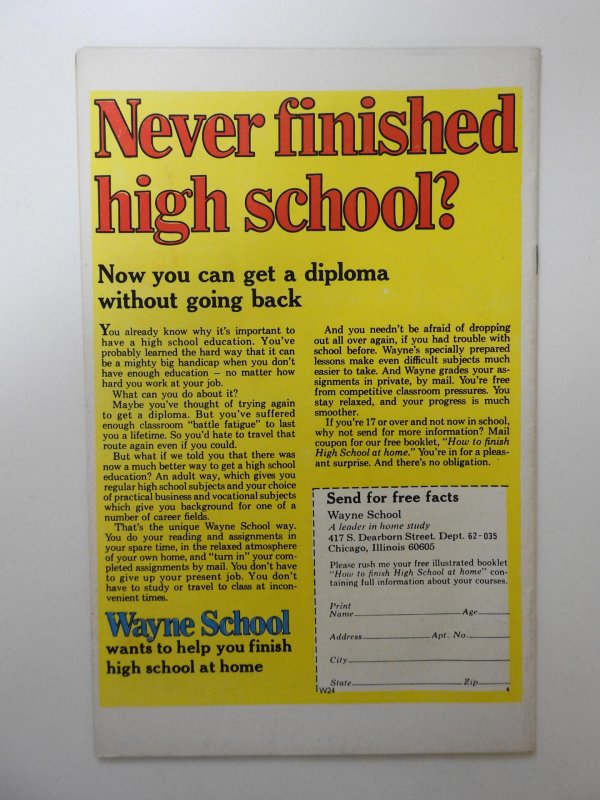 Never finished
high school?
Now you can get a diploma
without going back
You already know why it's important to
have a high school education. You've
probably learned the hard way that it can
be a mighty big handicap when you don't
have enough education – no matter how
hard you work at your job.
What can you do about it?
Maybe you've thought of trying again
to get a diploma. But you've suffered
enough classroom "battle fatigue" to last
you a lifetime. So you'd hate to travel that
route again even if you could.
But what if we told you that there was
now a much better way to get a high school
education? An adult way, which gives you
regular high school subjects and your choice
of practical business and vocational subjects
which give you background for one of a
number of career fields.
That's the unique Wayne School way.
You do your reading and assignments in
your spare time, in the relaxed atmosphere
of your own home, and "turn in" your com-
pleted assignments by mail. You don't have
to give up your present job. You don't
have to study or travel to class at incon-
venient times.
Wayne School
wants to help you finish
high school at home
And you needn't be afraid of dropping
out all over again, if you had trouble with
school before. Wayne's specially prepared
lessons make even difficult subjects much
easier to take. And Wayne grades your as-
signments in private, by mail. You're free
from competitive classroom pressures. You
stay relaxed, and your progress is much
smoother.
If you're 17 or over and not now in school,
why not send for more information? Mail
coupon for our free booklet, "How to finish
High School at home." You're in for a pleas-
ant surprise. And there's no obligation.
Send for free facts
Wayne School
A leader in home study
417 S. Dearborn Street. Dept. 62-035
Chicago, Illinois 60605
Please rush me your free illustrated booklet
"How to finish High School at home" con-
taining full information about your courses.
Print
Name Age
Address Apt. No.
City
State Zip
W24 4